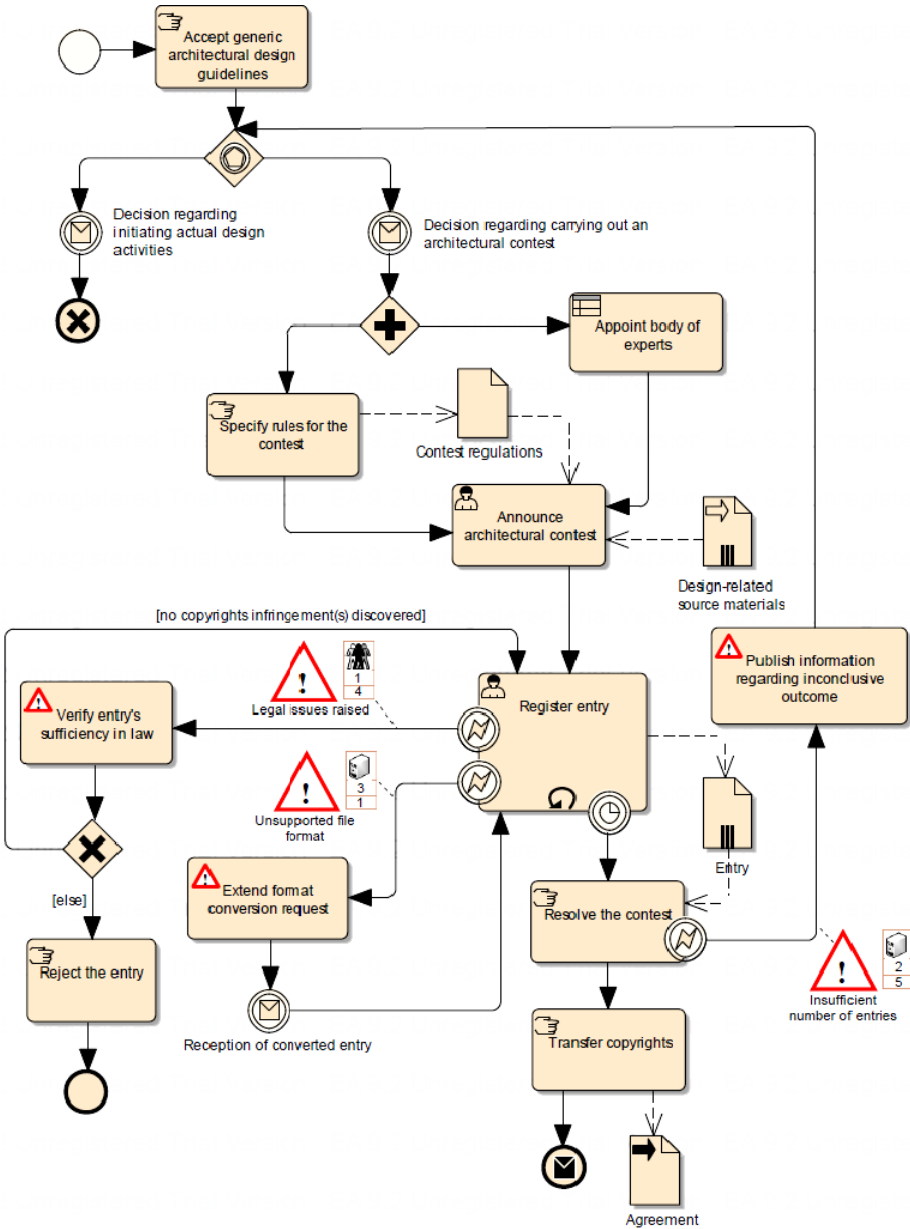 Accept generic
architectural design
guidelines
Decision regarding
initiating actual design
activities
Decision regarding carrying out an
architectural contest
Appoint body of
experts
Specify rules for the
contest
Contest regulations
Announce
architectural contest
Design-related
source materials
[no copyrights infringement(s) discovered]
!
1
4
Legal issues raised
Register entry
!
Publish information
regarding inconclusive
outcome
!
Verify entry's
sufficiency in law
!
3
1
Unsupported file
format
Entry
[else]
!
Extend format
conversion request
Resolve the contest
Reject the entry
!
2
5
Insufficient
number of entries
Reception of converted entry
Transfer copyrights
Agreement